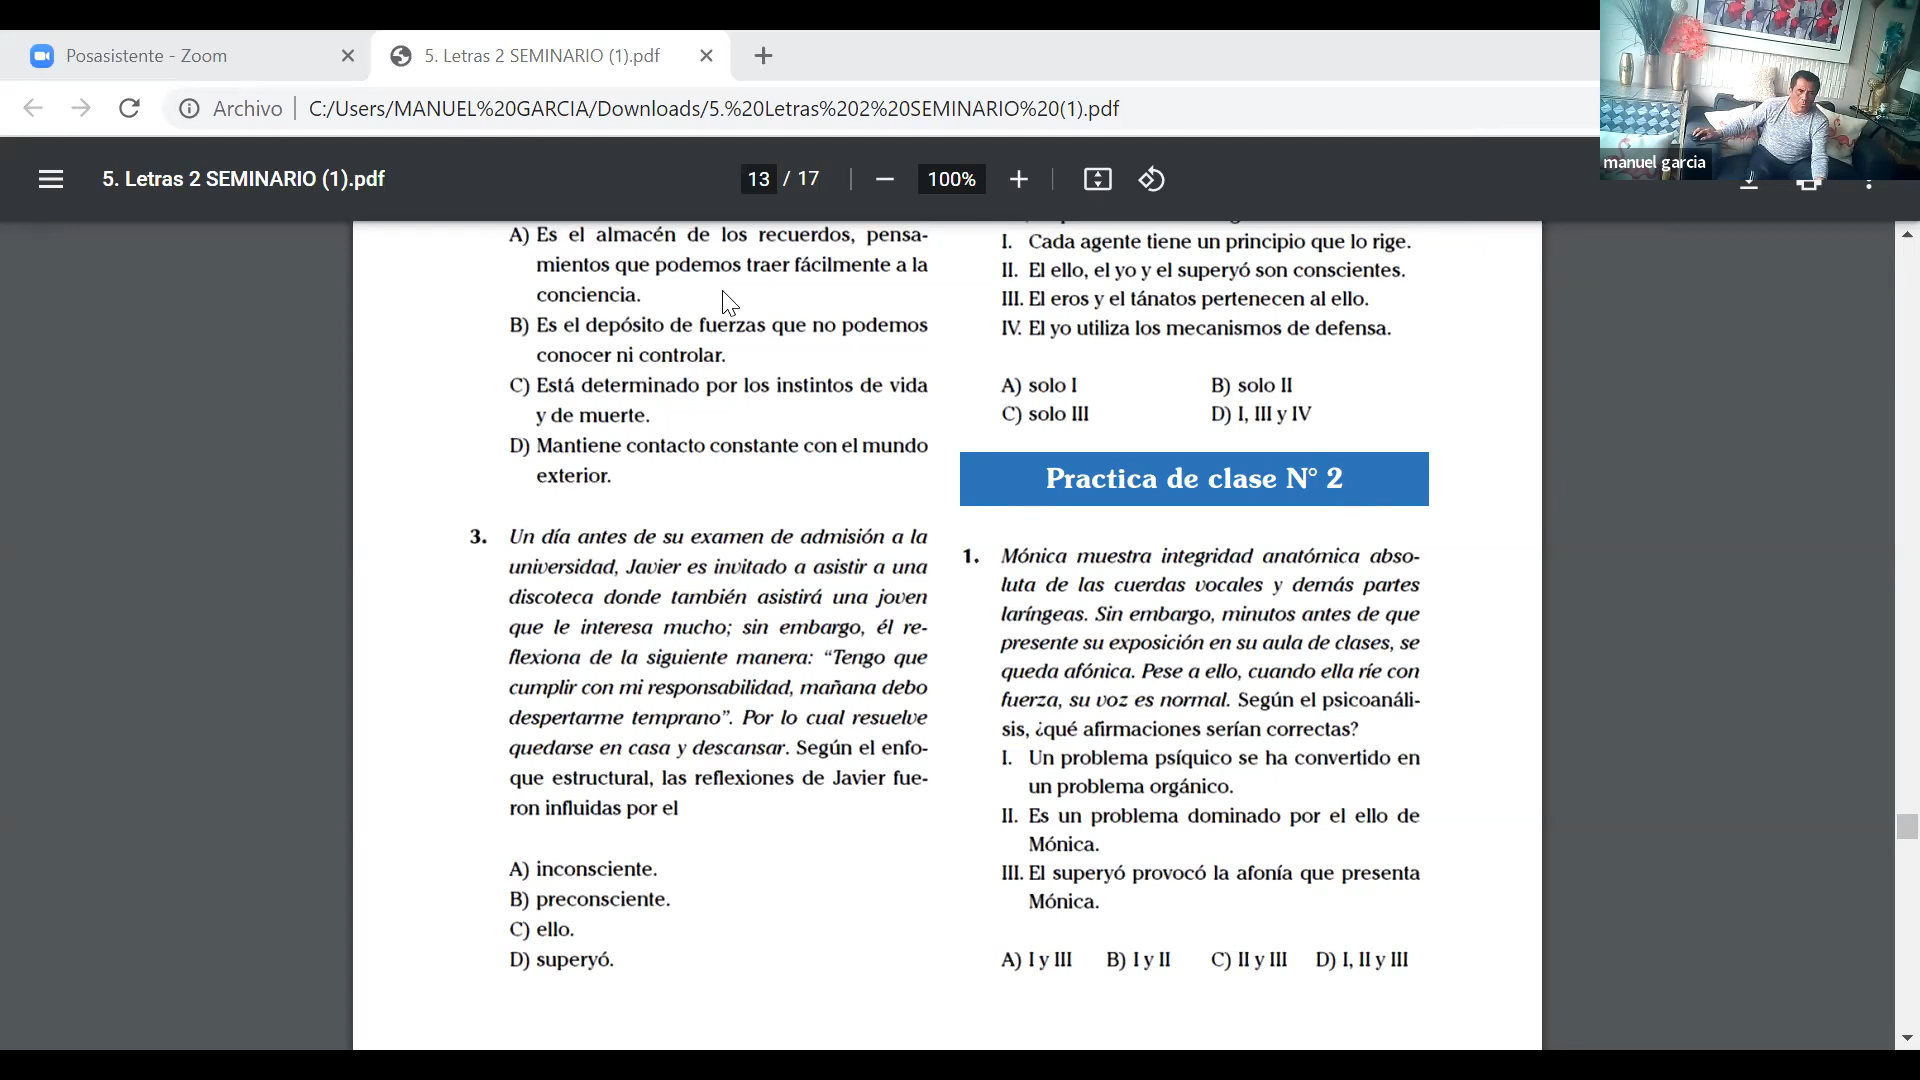 Posasistente - Zoom
5. Letras 2 SEMINARIO (1).pdf
Archivo
C:/Users/MANUEL%20GARCIA/Downloads/5.%20Letras%202%20SEMINARIO%20(1).pdf
manuel garcia
5. Letras 2 SEMINARIO (1).pdf
13 / 17
100%
A) Es el almacén de los recuerdos, pensa-
mientos que podemos traer fácilmente a la
conciencia.
B) Es el depósito de fuerzas que no podemos
conocer ni controlar.
C) Está determinado por los instintos de vida
y de muerte.
D) Mantiene contacto constante con el mundo
exterior.
3. Un día antes de su examen de admisión a la
universidad, Javier es invitado a asistir a una
discoteca donde también asistirá una joven
que le interesa mucho; sin embargo, él re-
flexiona de la siguiente manera: “Tengo que
cumplir con mi responsabilidad, mañana debo
despertarme temprano”. Por lo cual resuelve
quedarse en casa y descansar. Según el enfo-
que estructural, las reflexiones de Javier fue-
ron influidas por el
A) inconsciente.
B) preconsciente.
C) ello.
D) superyó.
I. Cada agente tiene un principio que lo rige.
II. El ello, el yo y el superyó son conscientes.
III. El eros y el tánatos pertenecen al ello.
IV. El yo utiliza los mecanismos de defensa.
A) solo I B) solo II
C) solo III D) I, III y IV
Practica de clase N° 2
1. Mónica muestra integridad anatómica abso-
luta de las cuerdas vocales y demás partes
laríngeas. Sin embargo, minutos antes de que
presente su exposición en su aula de clases, se
queda afónica. Pese a ello, cuando ella ríe con
fuerza, su voz es normal. Según el psicoanáli-
sis, ¿qué afirmaciones serían correctas?
I. Un problema psíquico se ha convertido en
un problema orgánico.
II. Es un problema dominado por el ello de
Mónica.
III. El superyó provocó la afonía que presenta
Mónica.
A) I y III B) I y II C) II y III D) I, II y III